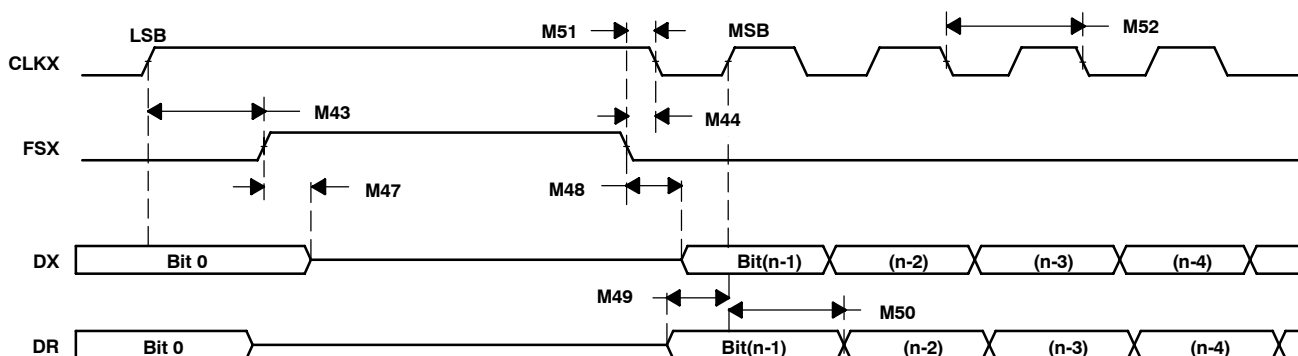 LSB
M51
MSB
M52
CLKX
M43
M44
FSX
M47
M48
DX
Bit 0
Bit(n-1)
(n-2)
(n-3)
(n-4)
M49
M50
DR
Bit 0
Bit(n-1)
(n-2)
(n-3)
(n-4)